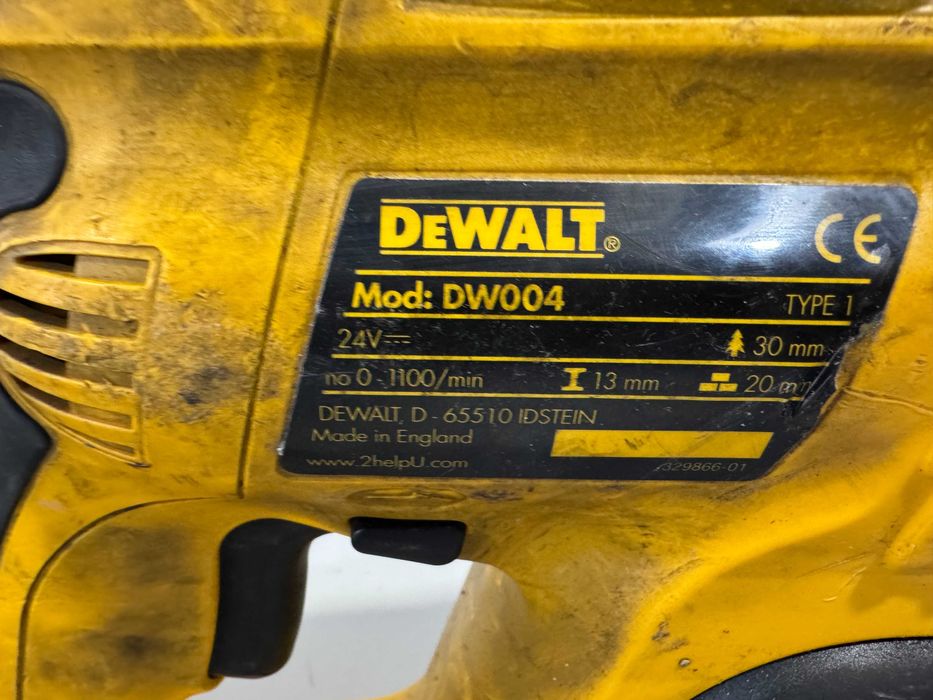 DEWALT®
CE
Mod: DW004
TYPE 1
24V
30 mm
no 0 - 1100/min
13 mm
20 mm
DEWALT, D - 65510 IDSTEIN
Made in England
www.2helpU.com
329866-01